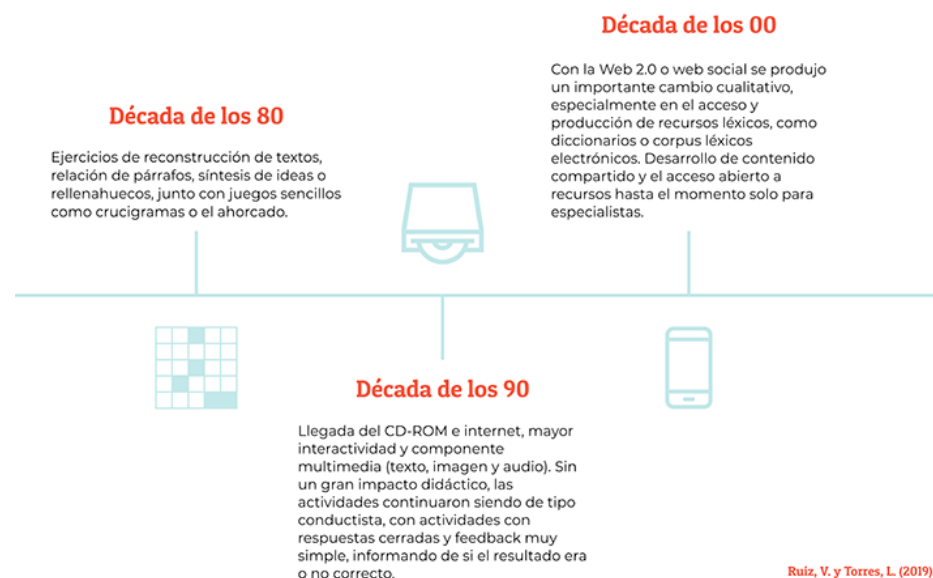 Década de los 80
Ejercicios de reconstrucción de textos,
relación de párrafos, síntesis de ideas o
rellenahuecos, junto con juegos sencillos
como crucigramas o el ahorcado.
Década de los 90
Llegada del CD-ROM e internet, mayor
interactividad y componente
multimedia (texto, imagen y audio). Sin
un gran impacto didáctico, las
actividades continuaron siendo de tipo
conductista, con actividades con
respuestas cerradas y feedback muy
simple, informando de si el resultado era
o no correcto.
Década de los 00
Con la Web 2.0 o web social se produjo
un importante cambio cualitativo,
especialmente en el acceso y
producción de recursos léxicos, como
diccionarios o corpus léxicos
electrónicos. Desarrollo de contenido
compartido y el acceso abierto a
recursos hasta el momento solo para
especialistas.
Ruiz, V. y Torres, L. (2019)